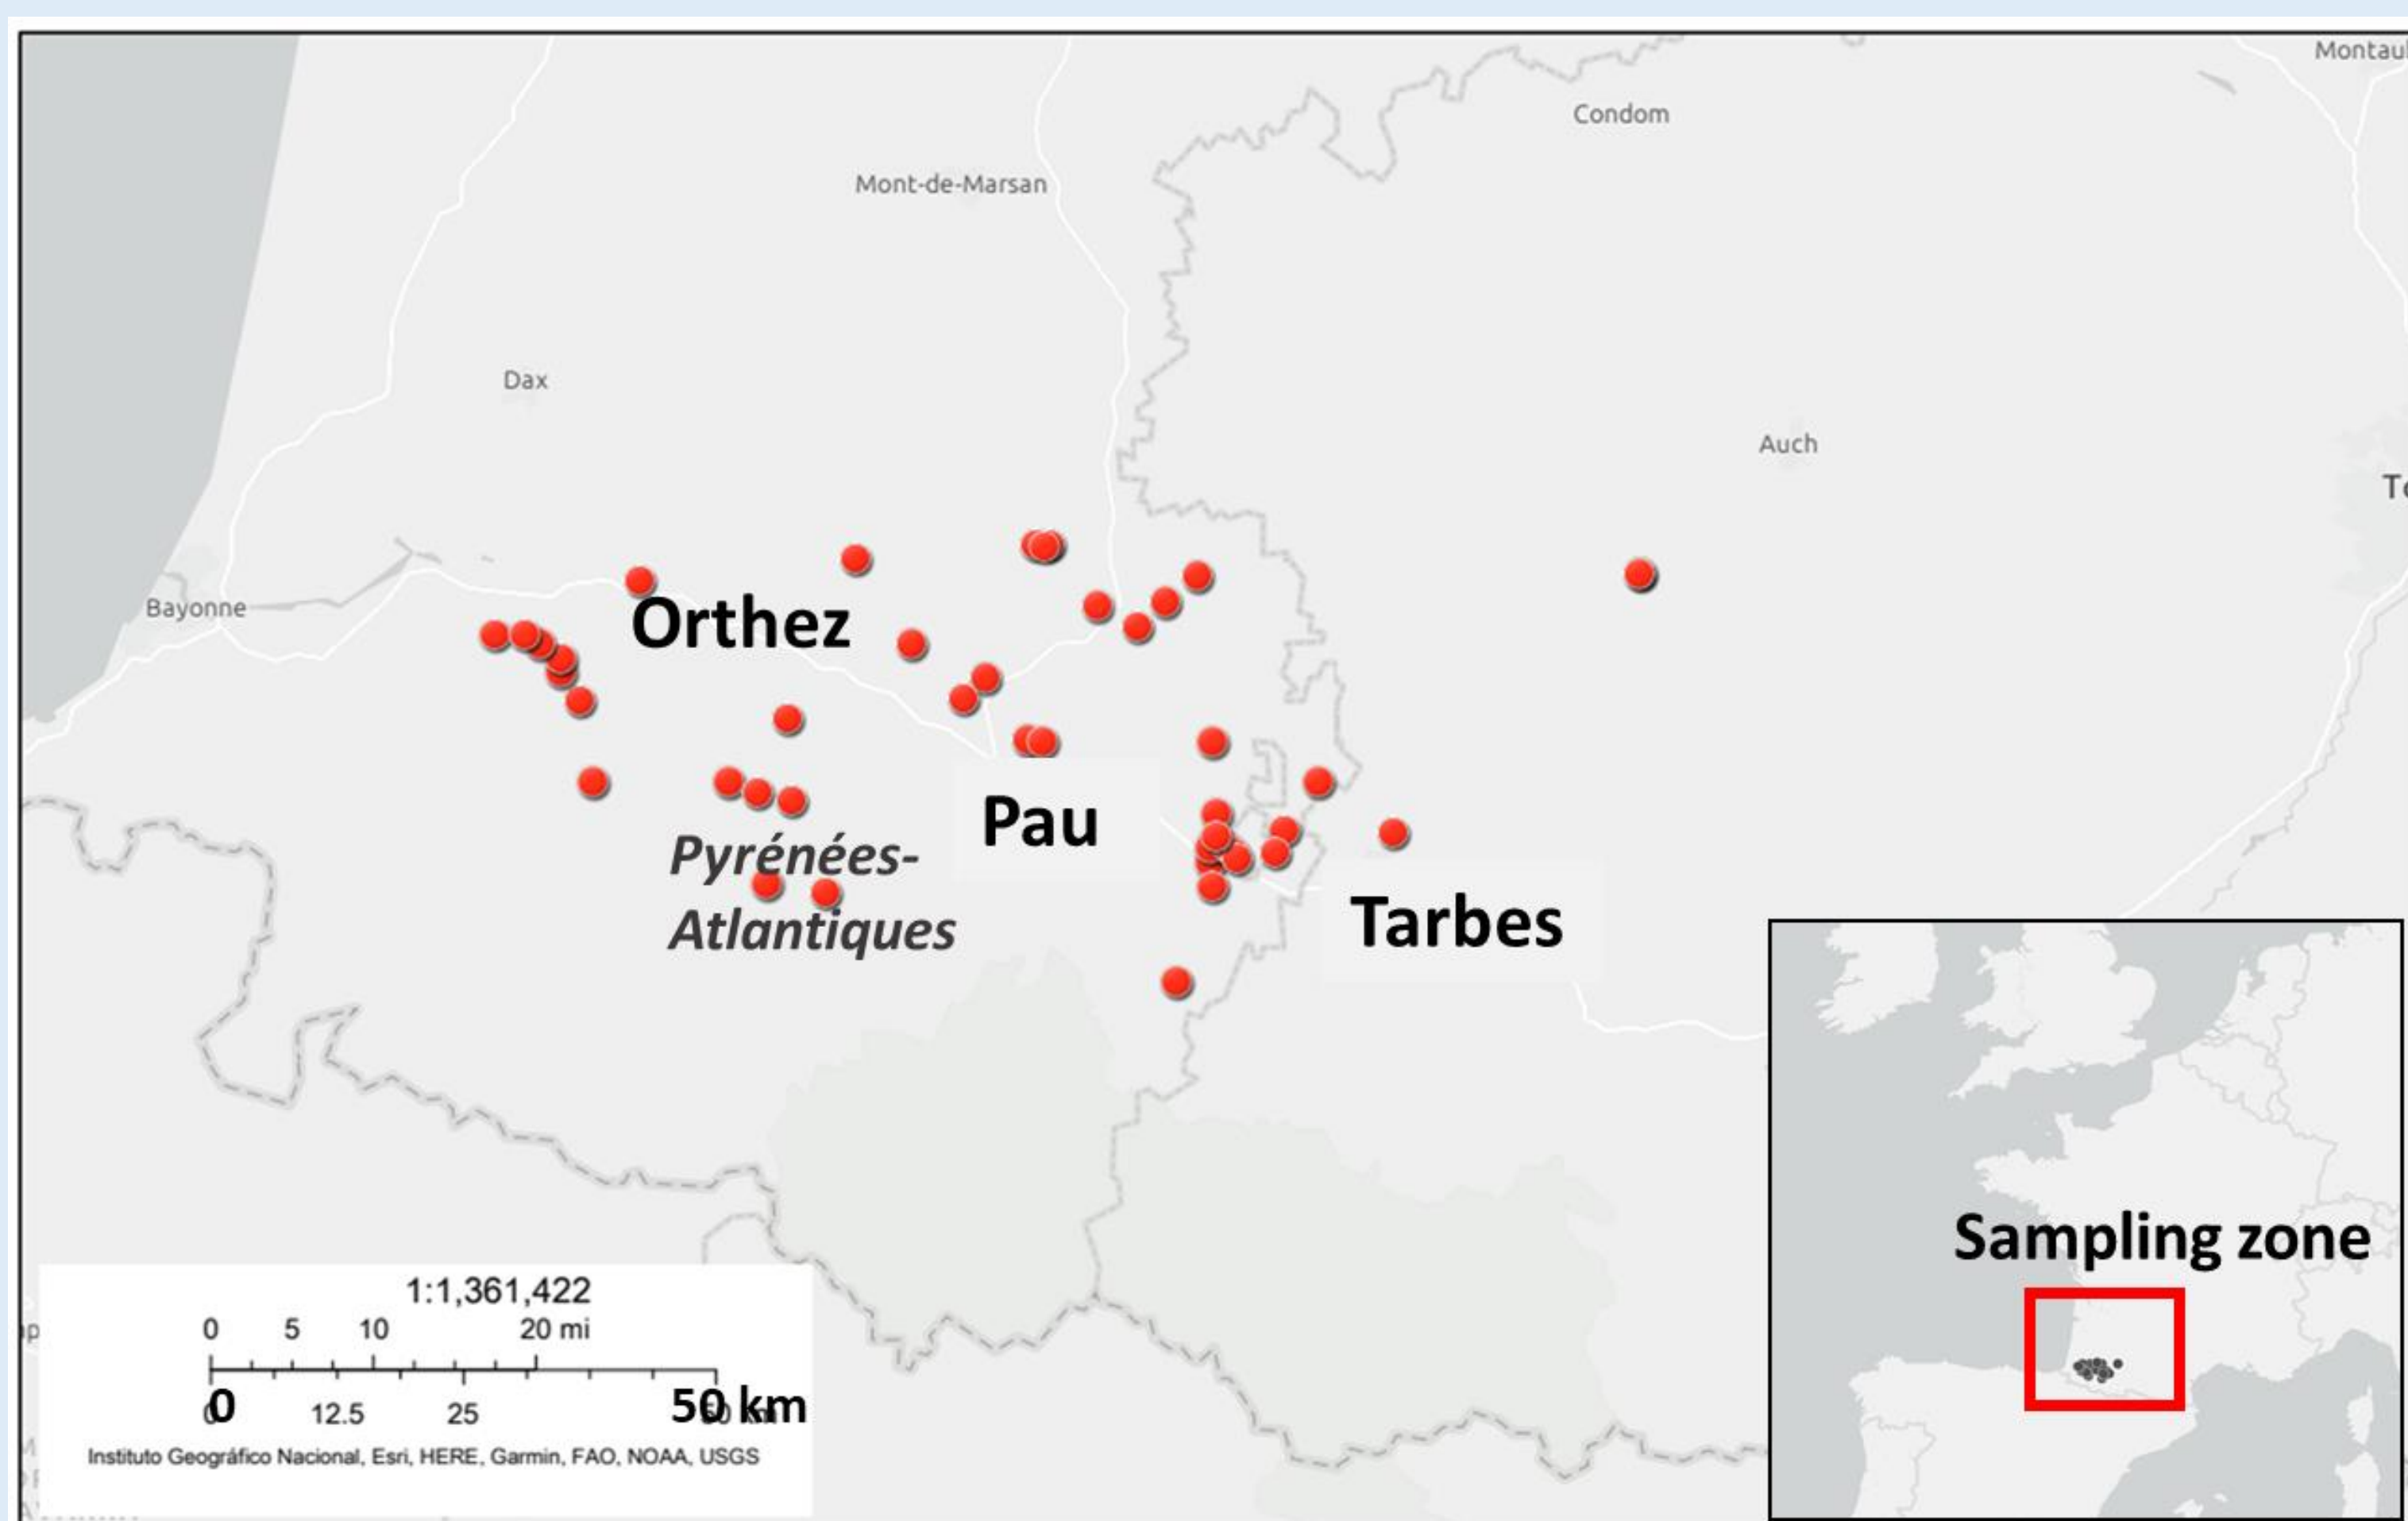 Condom
Mont-de-Marsan
Dax
Auch
Bayonne
Orthez
Pau
Pyrénées-
Atlantiques
Tarbes
Sampling zone
1:1,361,422
0 5 10 20 mi
0 12.5 25 50 km
Instituto Geográfico Nacional, Esri, HERE, Garmin, FAO, NOAA, USGS